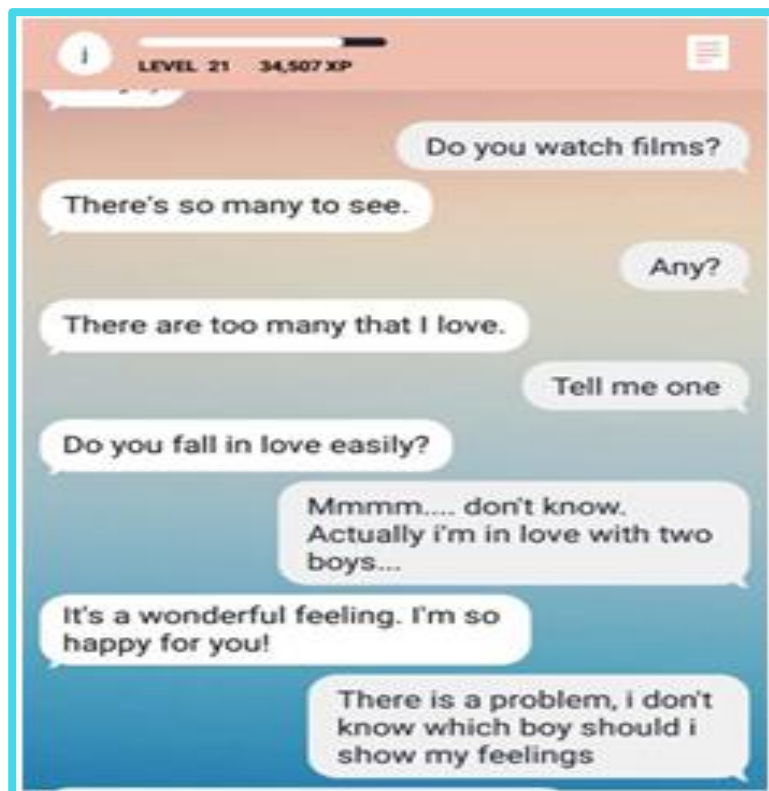 i
LEVEL 21 34,507 XP
Do you watch films?
There's so many to see.
Any?
There are too many that I love.
Tell me one
Do you fall in love easily?
Mmmm.... don't know.
Actually i'm in love with two
boys...
It's a wonderful feeling. I'm so
happy for you!
There is a problem, i don't
know which boy should i
show my feelings